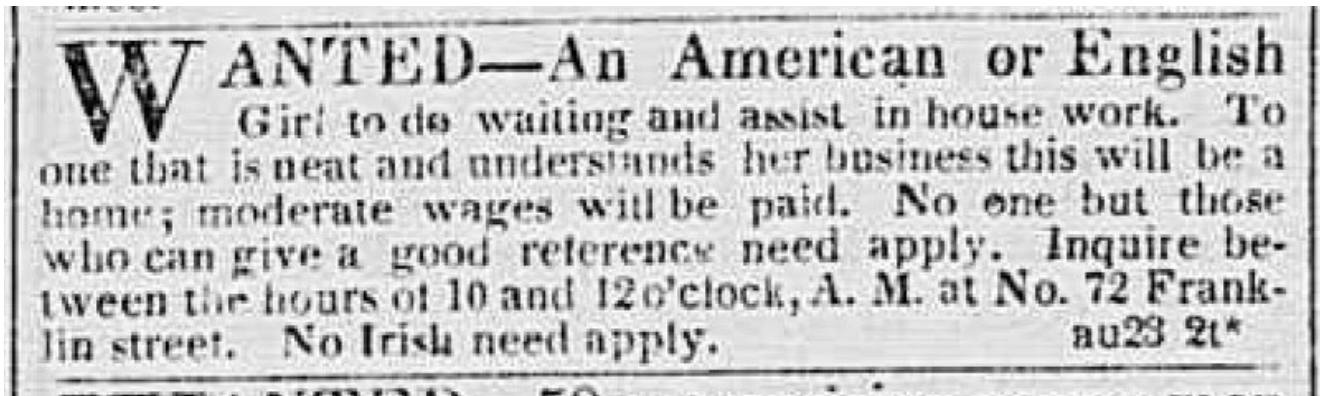 WANTED—An American or English
Girl to do waiting and assist in house work. To
one that is neat and understands her business this will be a
home; moderate wages will be paid. No one but those
who can give a good reference need apply. Inquire be-
tween the hours of 10 and 12 o'clock, A. M. at No. 72 Frank-
lin street. No Irish need apply. au23 2t*